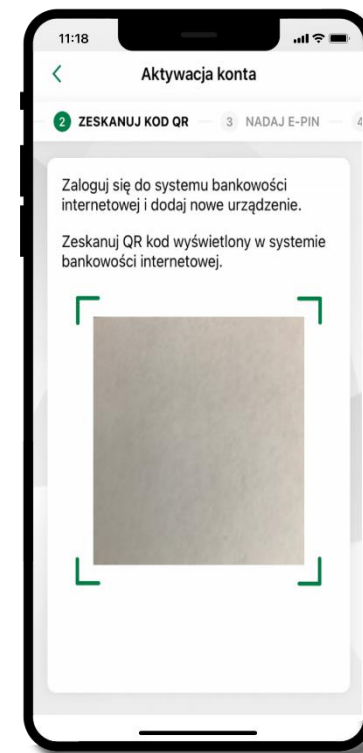 11:18
Aktywacja konta
2 ZESKANUJ KOD QR 3 NADAJ E-PIN 4
Zaloguj się do systemu bankowości
internetowej i dodaj nowe urządzenie.
Zeskanuj QR kod wyświetlony w systemie
bankowości internetowej.